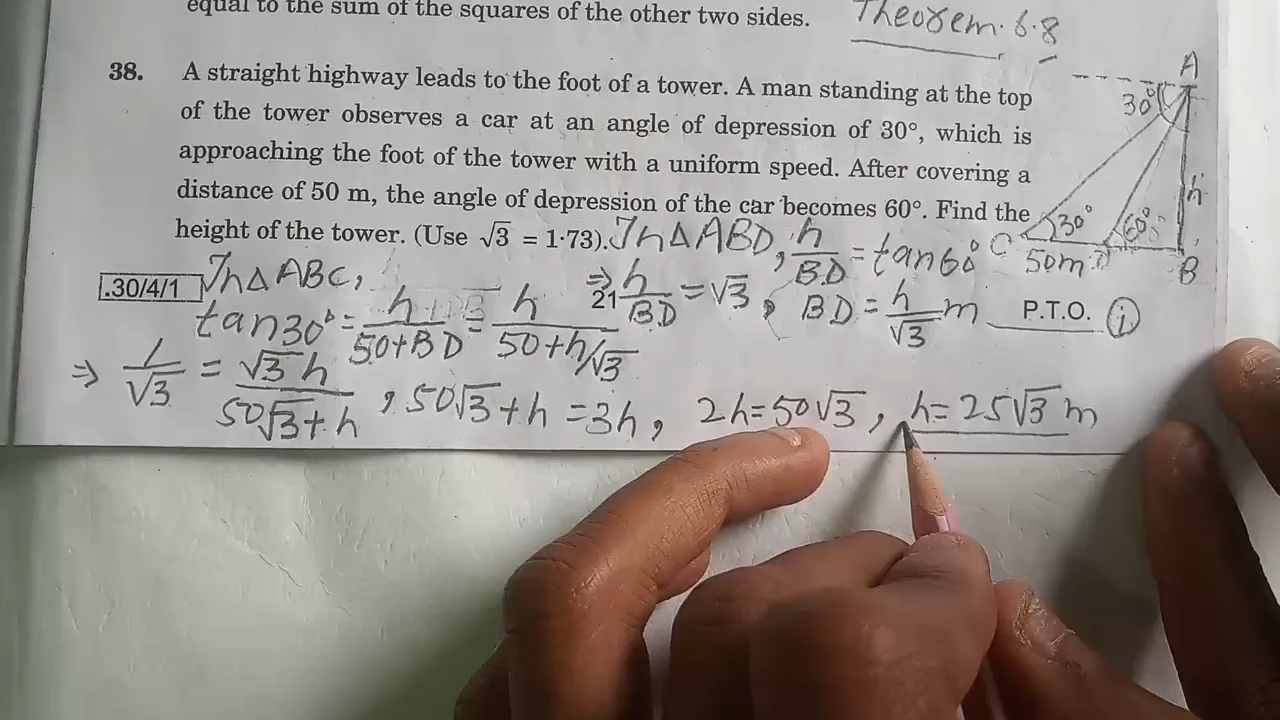 equal to the sum of the squares of the other two sides.
Theorem. 6.8
38. A straight highway leads to the foot of a tower. A man standing at the top
of the tower observes a car at an angle of depression of 30°, which is
approaching the foot of the tower with a uniform speed. After covering a
distance of 50 m, the angle of depression of the car becomes 60°. Find the
height of the tower. (Use √3 = 1·73).
A
30°
h
30° 60°
C 50m D B
In △ ABD, h/BD = tan60°
⇒ h/BD = √3, BD = h/√3 m
.30/4/1
21
P.T.O.
i
In △ ABC,
tan30° = h/50+BD = h/50+h/√3
⇒ 1/√3 = √3 h/50√3+h, 50√3+h = 3h, 2h = 50√3, h = 25√3 m